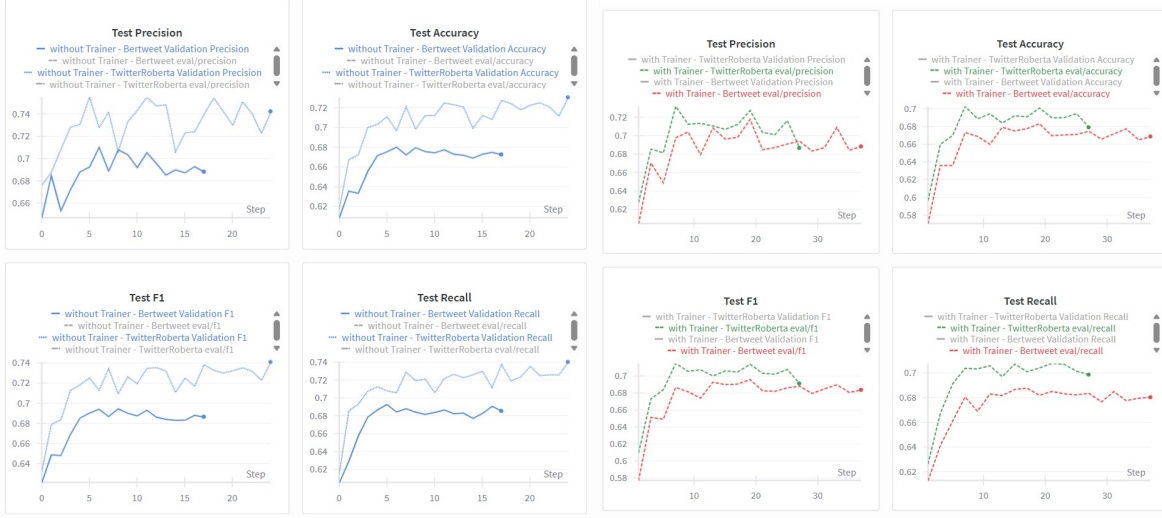 Test Precision
without Trainer - Bertweet Validation Precision
without Trainer - Bertweet eval/precision
without Trainer - TwitterRoberta Validation Precision
without Trainer - TwitterRoberta eval/precision
0.74
0.72
0.7
0.68
0.66
Step
0 5 10 15 20
Test Accuracy
without Trainer - Bertweet Validation Accuracy
without Trainer - Bertweet eval/accuracy
without Trainer - TwitterRoberta Validation Accuracy
without Trainer - TwitterRoberta eval/accuracy
0.72
0.7
0.68
0.66
0.64
0.62
Step
0 5 10 15 20
Test Precision
with Trainer - TwitterRoberta Validation Precision
with Trainer - TwitterRoberta eval/precision
with Trainer - Bertweet Validation Precision
with Trainer - Bertweet eval/precision
0.72
0.7
0.68
0.66
0.64
0.62
Step
10 20 30
Test Accuracy
with Trainer - TwitterRoberta Validation Accuracy
with Trainer - TwitterRoberta eval/accuracy
with Trainer - Bertweet Validation Accuracy
with Trainer - Bertweet eval/accuracy
0.7
0.68
0.66
0.64
0.62
0.6
0.58
Step
10 20 30
Test F1
without Trainer - Bertweet Validation F1
without Trainer - Bertweet eval/f1
without Trainer - TwitterRoberta Validation F1
without Trainer - TwitterRoberta eval/f1
0.74
0.72
0.7
0.68
0.66
0.64
Step
0 5 10 15 20
Test Recall
without Trainer - Bertweet Validation Recall
without Trainer - Bertweet eval/recall
without Trainer - TwitterRoberta Validation Recall
without Trainer - TwitterRoberta eval/recall
0.74
0.72
0.7
0.68
0.66
0.64
0.62
Step
0 5 10 15 20
Test F1
with Trainer - TwitterRoberta Validation F1
with Trainer - TwitterRoberta eval/f1
with Trainer - Bertweet Validation F1
with Trainer - Bertweet eval/f1
0.7
0.68
0.66
0.64
0.62
0.6
0.58
Step
10 20 30
Test Recall
with Trainer - TwitterRoberta Validation Recall
with Trainer - TwitterRoberta eval/recall
with Trainer - Bertweet Validation Recall
with Trainer - Bertweet eval/recall
0.7
0.68
0.66
0.64
0.62
Step
10 20 30